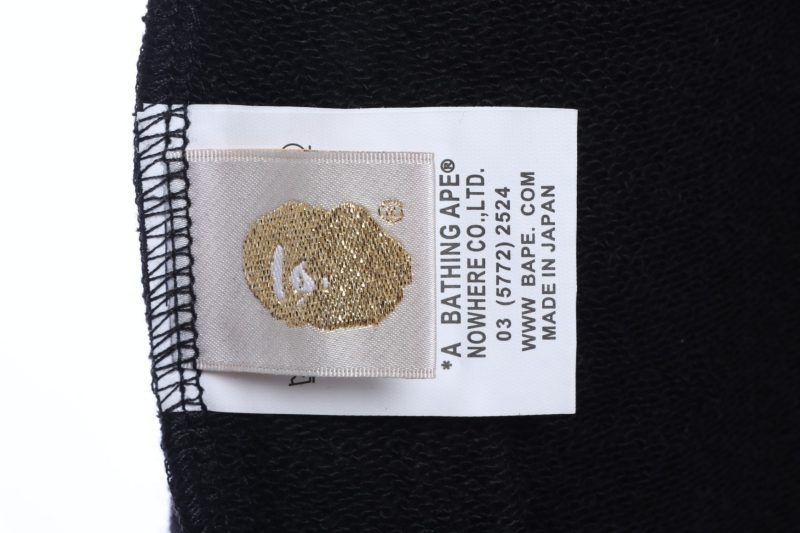 *A BATHING APE®
NOWHERE CO.,LTD.
03 (5772) 2524
WWW BAPE. COM
MADE IN JAPAN